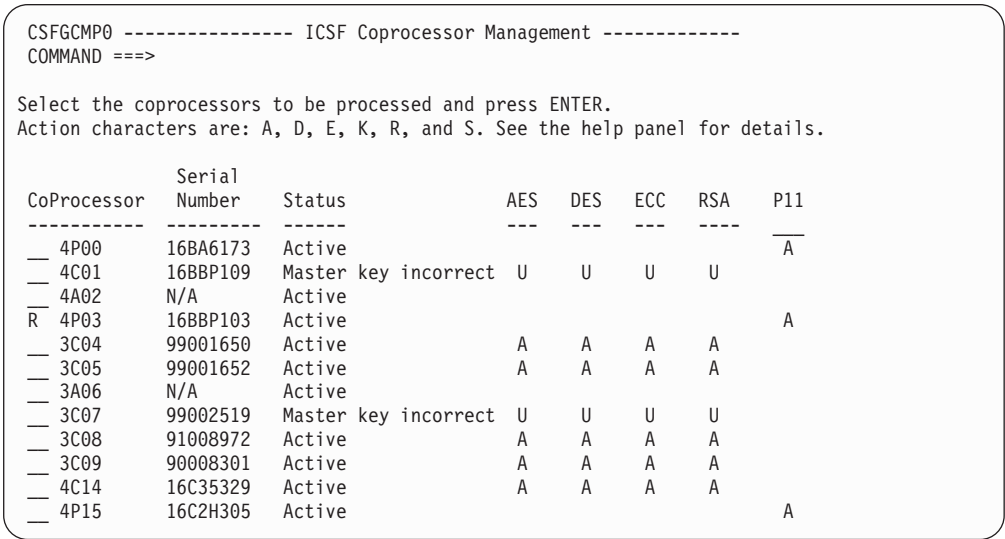 CSFGCMP0 ---------------- ICSF Coprocessor Management -------------
COMMAND ===>
Select the coprocessors to be processed and press ENTER.
Action characters are: A, D, E, K, R, and S. See the help panel for details.
Serial
CoProcessor Number Status AES DES ECC RSA P11
----------- --------- ------ --- --- --- ---- ___
__ 4P00 16BA6173 Active A
__ 4C01 16BBP109 Master key incorrect U U U U
__ 4A02 N/A Active
R 4P03 16BBP103 Active A
__ 3C04 99001650 Active A A A A
__ 3C05 99001652 Active A A A A
__ 3A06 N/A Active
__ 3C07 99002519 Master key incorrect U U U U
__ 3C08 91008972 Active A A A A
__ 3C09 90008301 Active A A A A
__ 4C14 16C35329 Active A A A A
__ 4P15 16C2H305 Active A